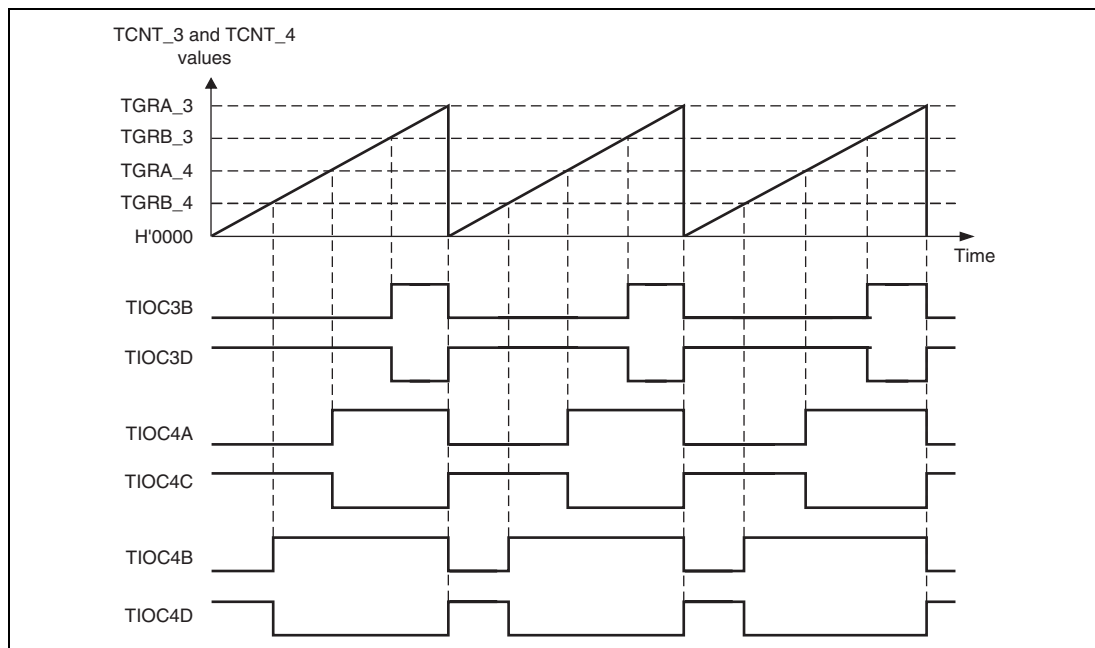 TCNT_3 and TCNT_4
values
TGRA_3
TGRB_3
TGRA_4
TGRB_4
H'0000
Time
TIOC3B
TIOC3D
TIOC4A
TIOC4C
TIOC4B
TIOC4D